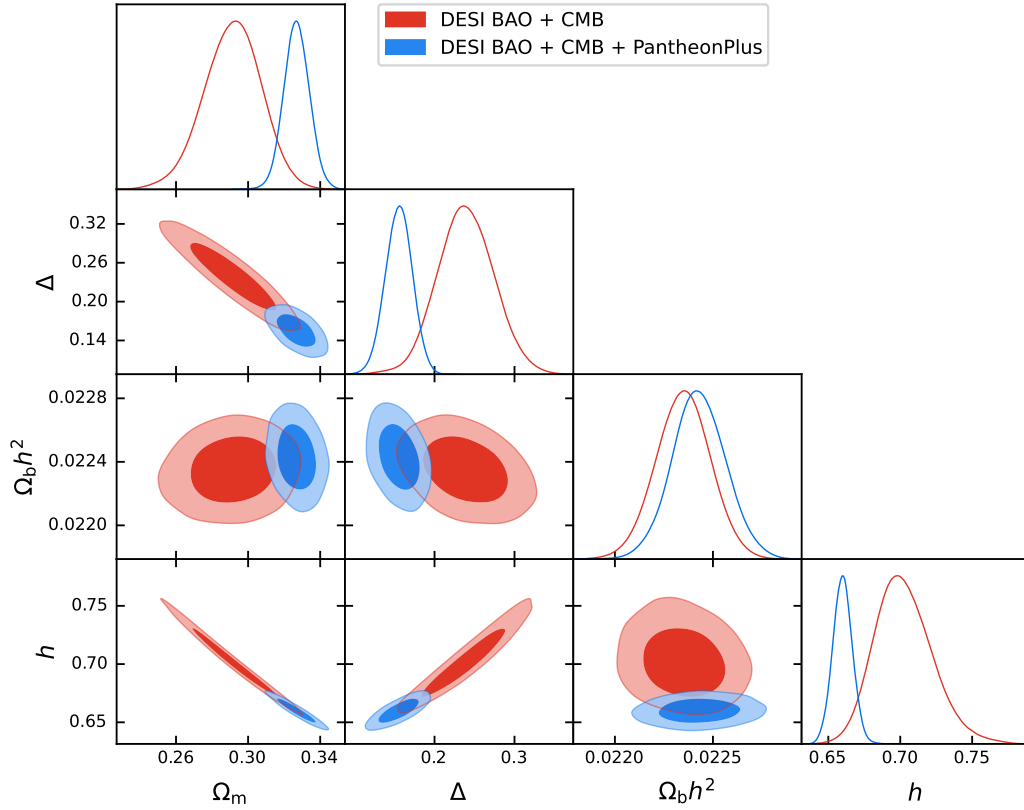 DESI BAO + CMB
DESI BAO + CMB + PantheonPlus
0.32
0.26
0.20
0.14
Δ
0.0228
0.0224
0.0220
Ω_b h²
0.75
0.70
0.65
h
0.26 0.30 0.34
0.2 0.3
0.0220 0.0225
0.65 0.70 0.75
Ω_m Δ Ω_b h² h